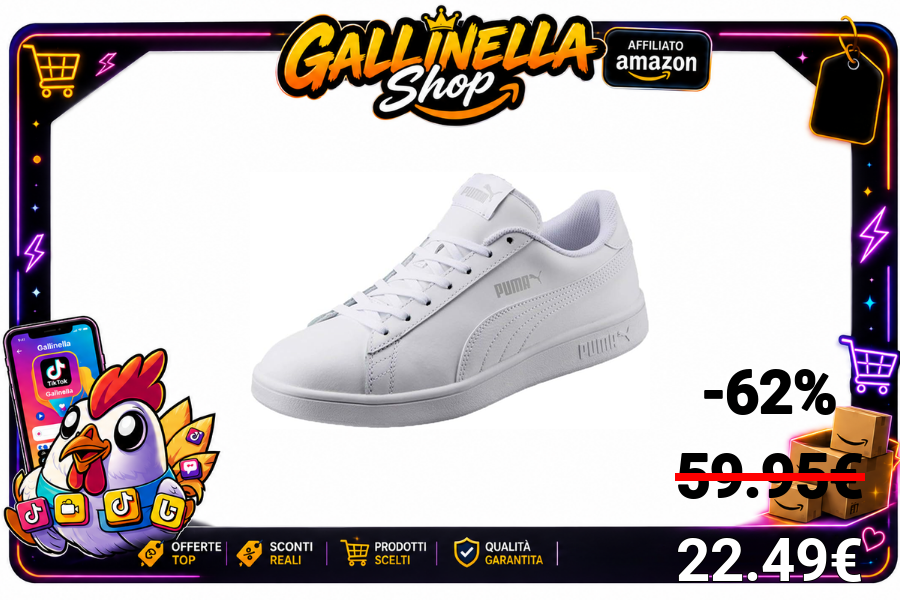 GALLINELLA
Shop
AFFILIATO
amazon
PUMA
PUMA
PUMA
Gallinella
TikTok
Gallinella
-62%
59.95€
22.49€
OFFERTE
TOP
SCONTI
REALI
PRODOTTI
SCELTI
QUALITÀ
GARANTITA